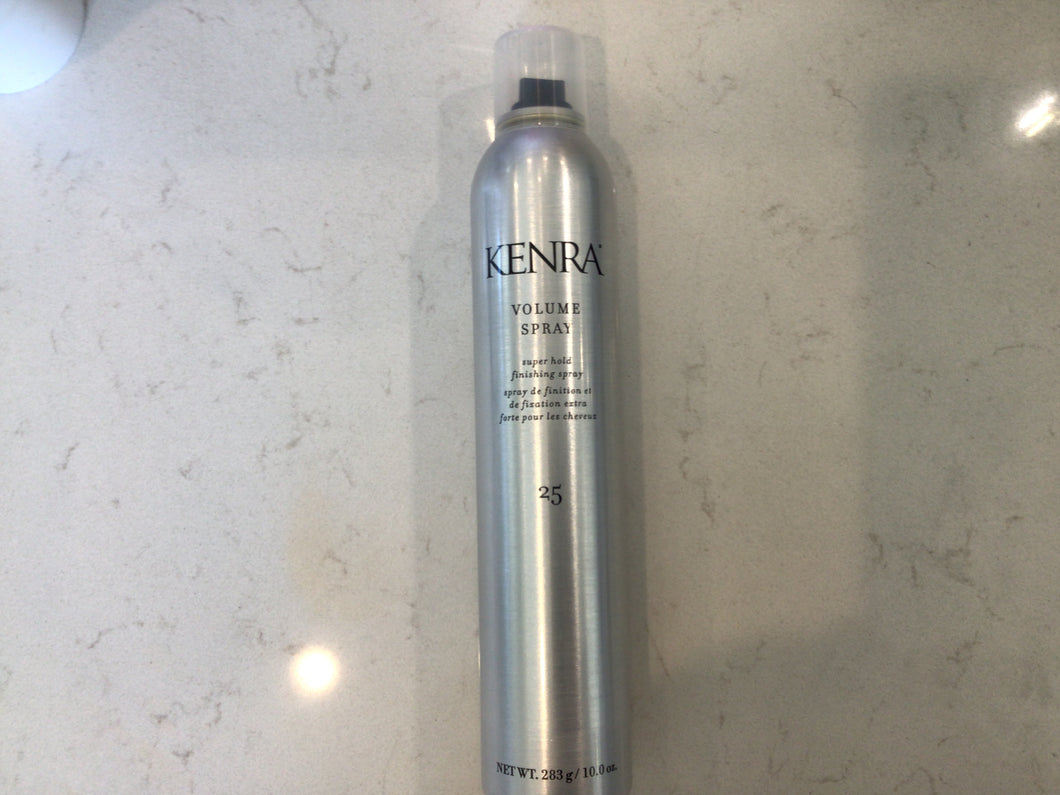 KENRA
VOLUME
SPRAY
super hold
finishing spray
spray de finition et
de fixation extra
forte pour les cheveux
25
NET WT. 283 g / 10.0 oz.